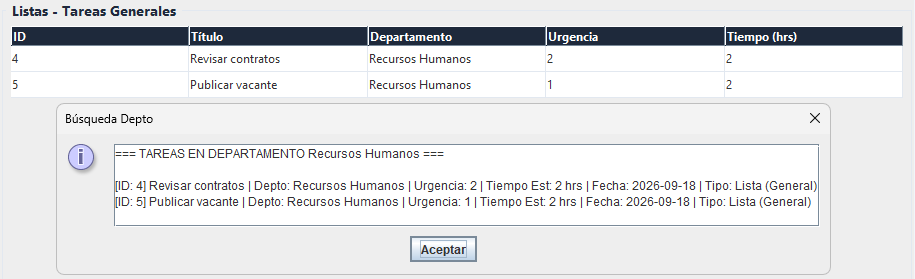 Listas - Tareas Generales
ID Título Departamento Urgencia Tiempo (hrs)
4 Revisar contratos Recursos Humanos 2 2
5 Publicar vacante Recursos Humanos 1 2
Búsqueda Depto
=== TAREAS EN DEPARTAMENTO Recursos Humanos ===
[ID: 4] Revisar contratos | Depto: Recursos Humanos | Urgencia: 2 | Tiempo Est: 2 hrs | Fecha: 2026-09-18 | Tipo: Lista (General)
[ID: 5] Publicar vacante | Depto: Recursos Humanos | Urgencia: 1 | Tiempo Est: 2 hrs | Fecha: 2026-09-18 | Tipo: Lista (General)
Aceptar